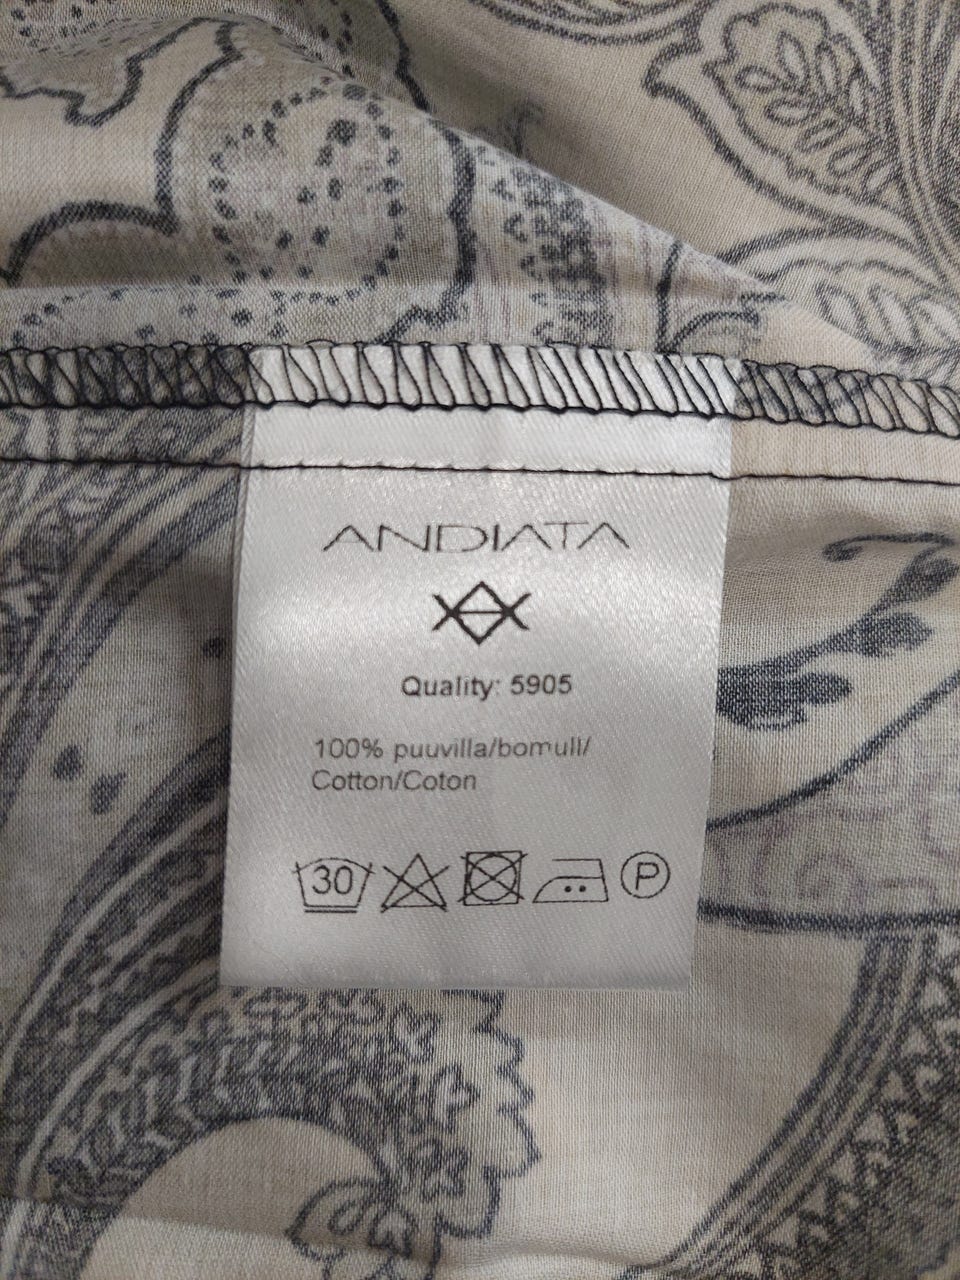 ANDIATA
Quality: 5905
100% puuvilla/bomull/
Cotton/Coton
30
P